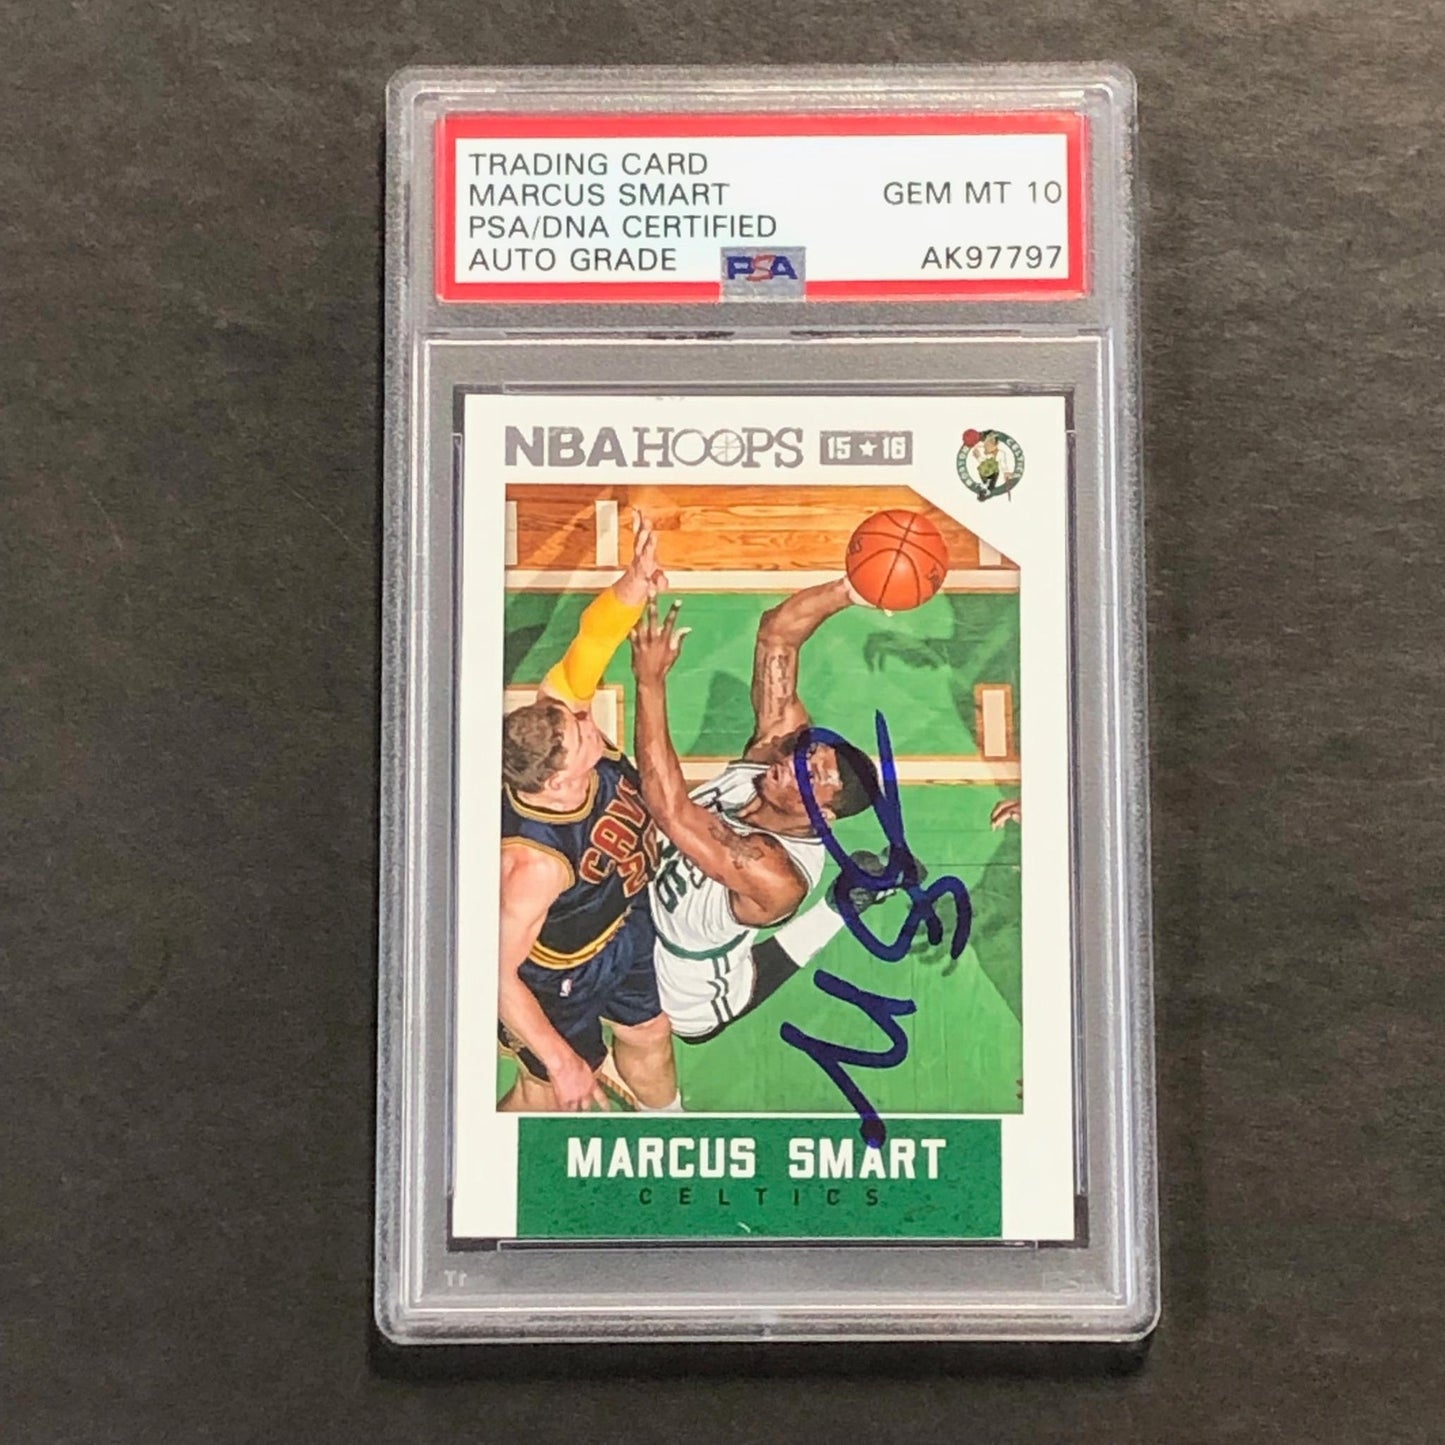 TRADING CARD
MARCUS SMART GEM MT 10
PSA/DNA CERTIFIED
AUTO GRADE PSA AK97797
NBA HOOPS 15★16
CAVS
MARCUS SMART
CELTICS